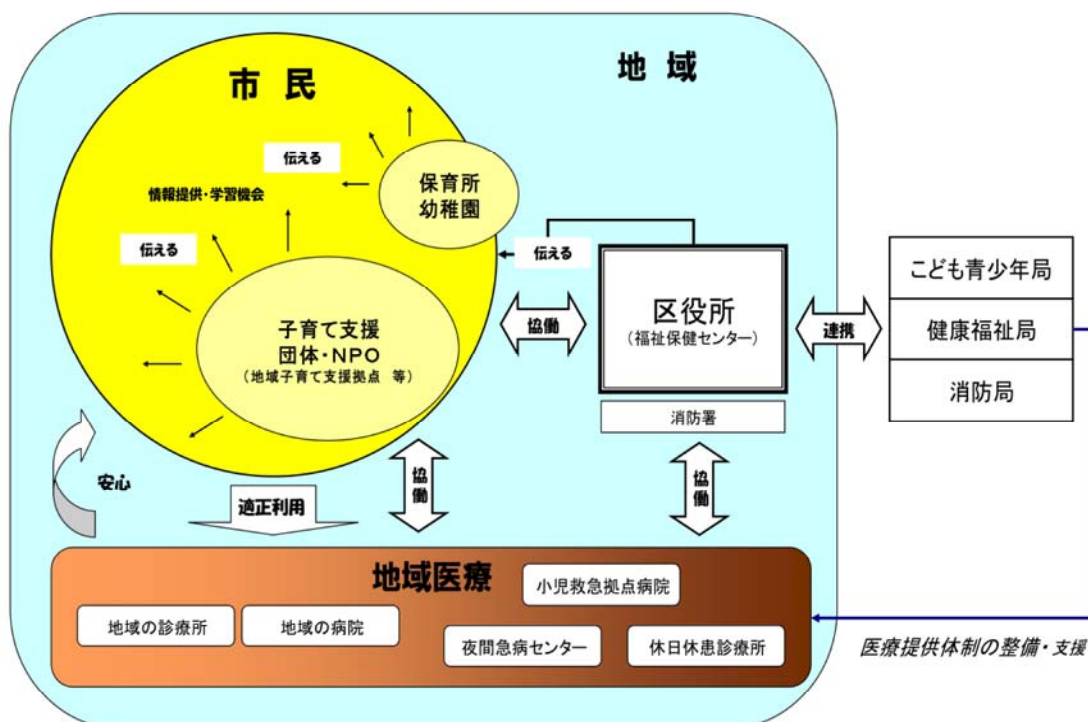 地 域
市 民
伝える
保育所
幼稚園
情報提供・学習機会
伝える
伝える
子育て支援
団体・NPO
(地域子育て支援拠点 等)
協働
区役所
(福祉保健センター)
連携
こども青少年局
健康福祉局
消防局
消防署
安心
適正利用
協働
協働
地域医療
小児救急拠点病院
地域の診療所
地域の病院
夜間急病センター
休日休患診療所
医療提供体制の整備・支援